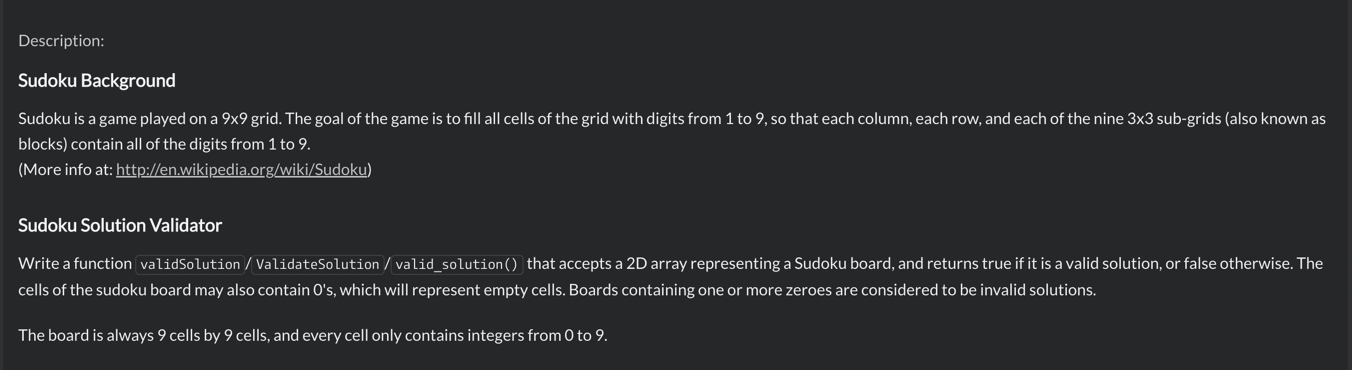 Description:
Sudoku Background
Sudoku is a game played on a 9x9 grid. The goal of the game is to fill all cells of the grid with digits from 1 to 9, so that each column, each row, and each of the nine 3x3 sub-grids (also known as
blocks) contain all of the digits from 1 to 9.
(More info at: http://en.wikipedia.org/wiki/Sudoku)
Sudoku Solution Validator
Write a function validSolution/ValidateSolution/valid_solution() that accepts a 2D array representing a Sudoku board, and returns true if it is a valid solution, or false otherwise. The
cells of the sudoku board may also contain 0's, which will represent empty cells. Boards containing one or more zeroes are considered to be invalid solutions.
The board is always 9 cells by 9 cells, and every cell only contains integers from 0 to 9.